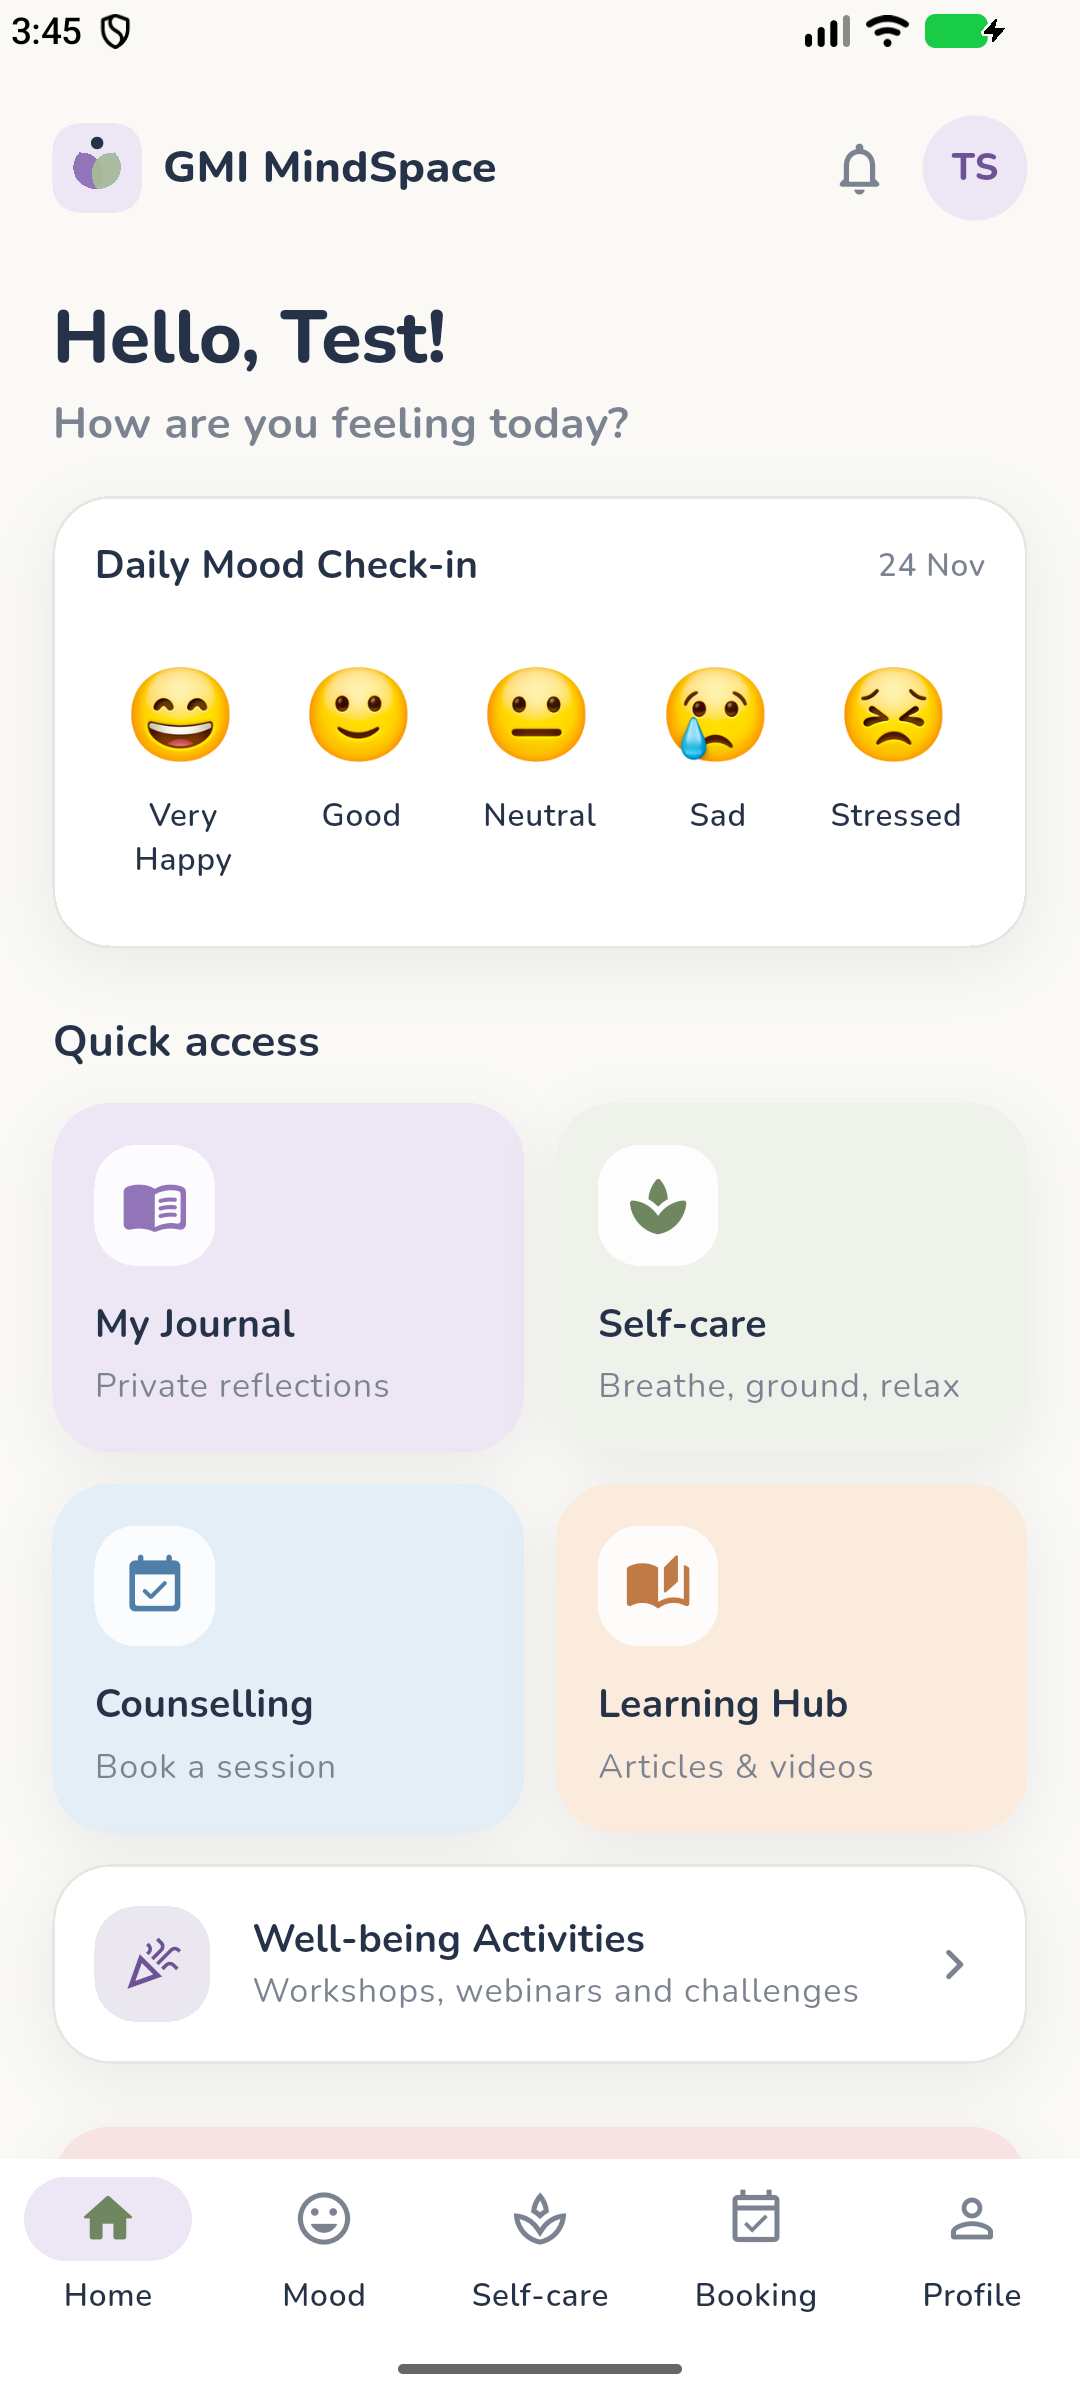 3:45
GMI MindSpace
TS
Hello, Test!
How are you feeling today?
Daily Mood Check-in
24 Nov
Very Happy
Good
Neutral
Sad
Stressed
Quick access
My Journal
Private reflections
Self-care
Breathe, ground, relax
Counselling
Book a session
Learning Hub
Articles & videos
Well-being Activities
Workshops, webinars and challenges
Home
Mood
Self-care
Booking
Profile